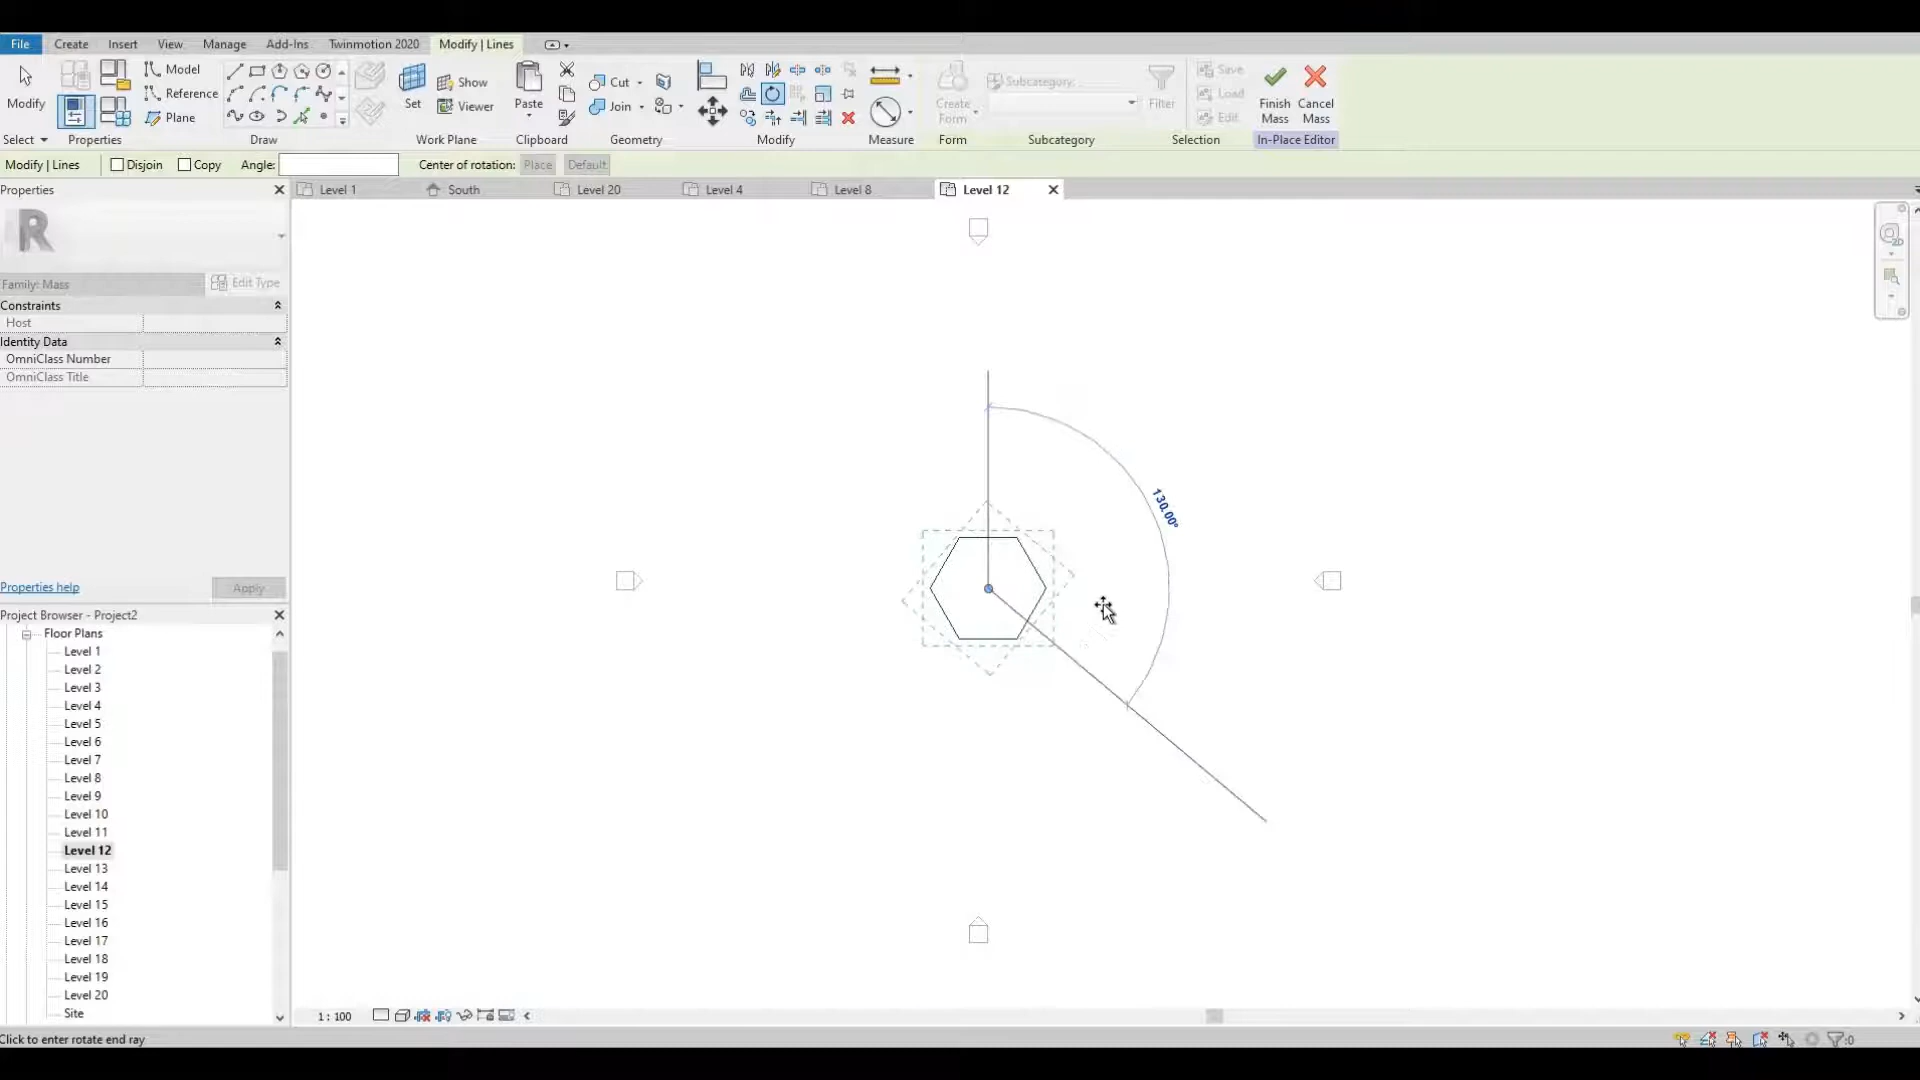 File Create Insert View Manage Add-Ins Twinmotion 2020 Modify | Lines
Model
Reference
Plane
Show
Viewer
Cut
Join
Subcategory:
Save
Load
Edit
Modify
Set
Paste
Create
Form
Filter
Finish
Mass
Cancel
Mass
Select Properties Draw Work Plane Clipboard Geometry Modify Measure Form Subcategory Selection In-Place Editor
Modify | Lines Disjoin Copy Angle: Center of rotation: Place Default
Properties
Level 1 South Level 20 Level 4 Level 8 Level 12
R
Family: Mass Edit Type
Constraints
Host
Identity Data
OmniClass Number
OmniClass Title
130.00°
2D
Properties help Apply
Project Browser - Project2
Floor Plans
Level 1
Level 2
Level 3
Level 4
Level 5
Level 6
Level 7
Level 8
Level 9
Level 10
Level 11
Level 12
Level 13
Level 14
Level 15
Level 16
Level 17
Level 18
Level 19
Level 20
Site
1 : 100
Click to enter rotate end ray
:0